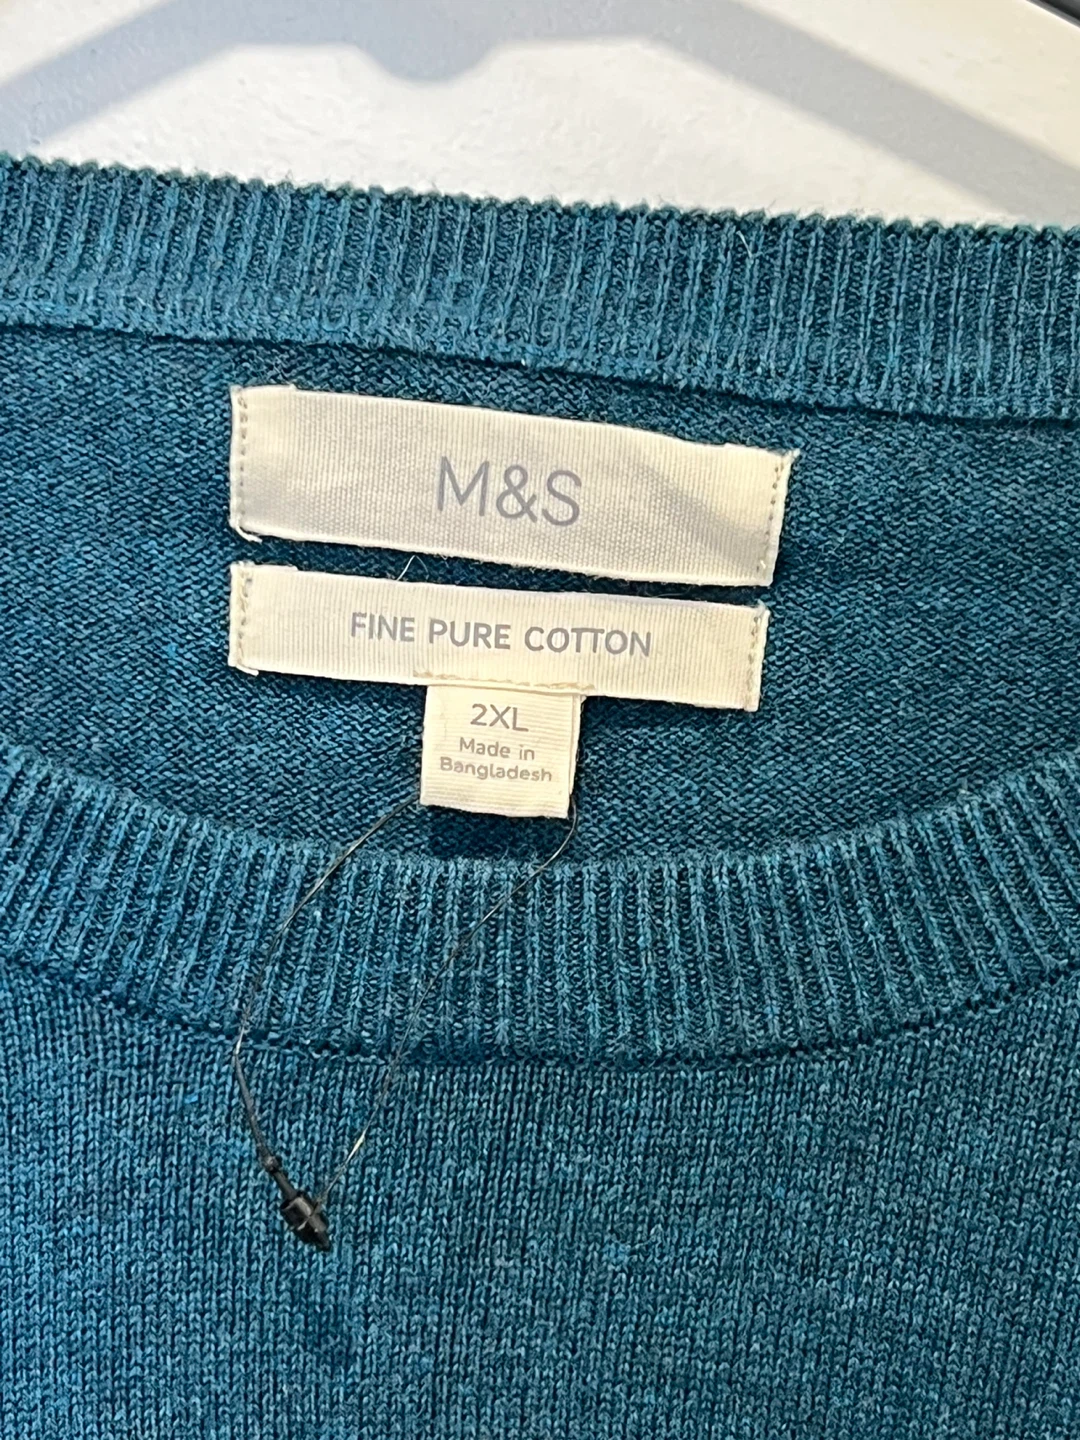 M&S
FINE PURE COTTON
2XL
Made in
Bangladesh